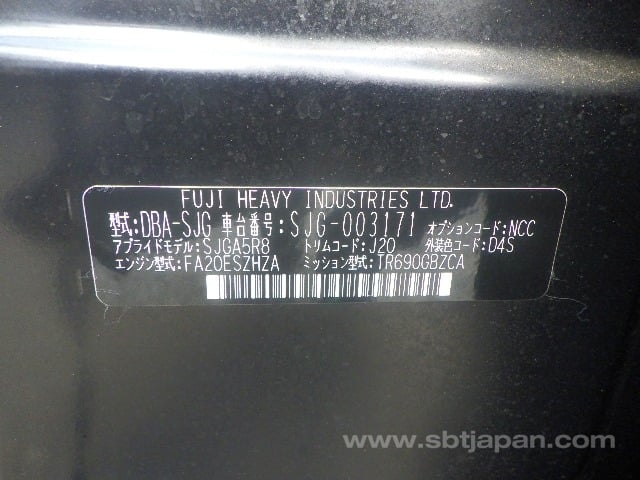 FUJI HEAVY INDUSTRIES LTD.
型式:DBA-SJG 車台番号:SJG-003171 オプションコード:NCC
アプライドモデル:SJGA5R8 トリムコード:J20 外装色コード:D4S
エンジン型式:FA20ESZHZA ミッション型式:TR690GBZCA
www.sbtjapan.com